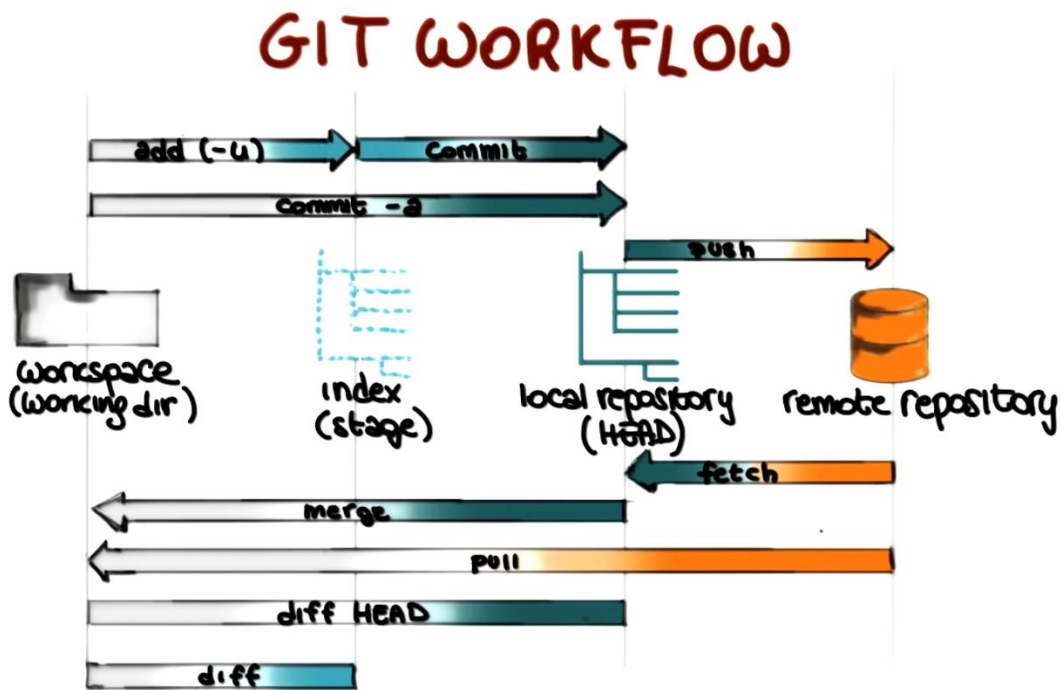 GIT WORKFLOW
add (-u)
commit
commit -a
push
workspace
(working dir)
index
(stage)
local repository
(HEAD)
remote repository
fetch
merge
pull
diff HEAD
diff